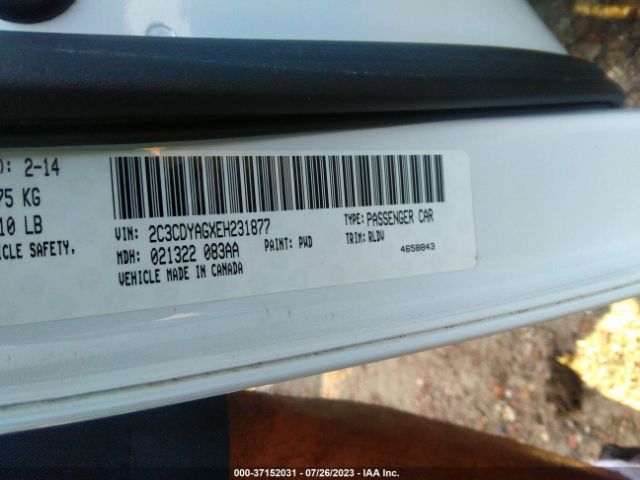 ): 2-14
75 KG
10 LB
ICLE SAFETY,
VIN: 2C3CDYAGXEH231877
TYPE: PASSENGER CAR
MDH: 021322 083AA
PAINT: PWD
TRIM: RLDV
VEHICLE MADE IN CANADA
4658843
000-37152031 - 07/26/2023 - IAA Inc.